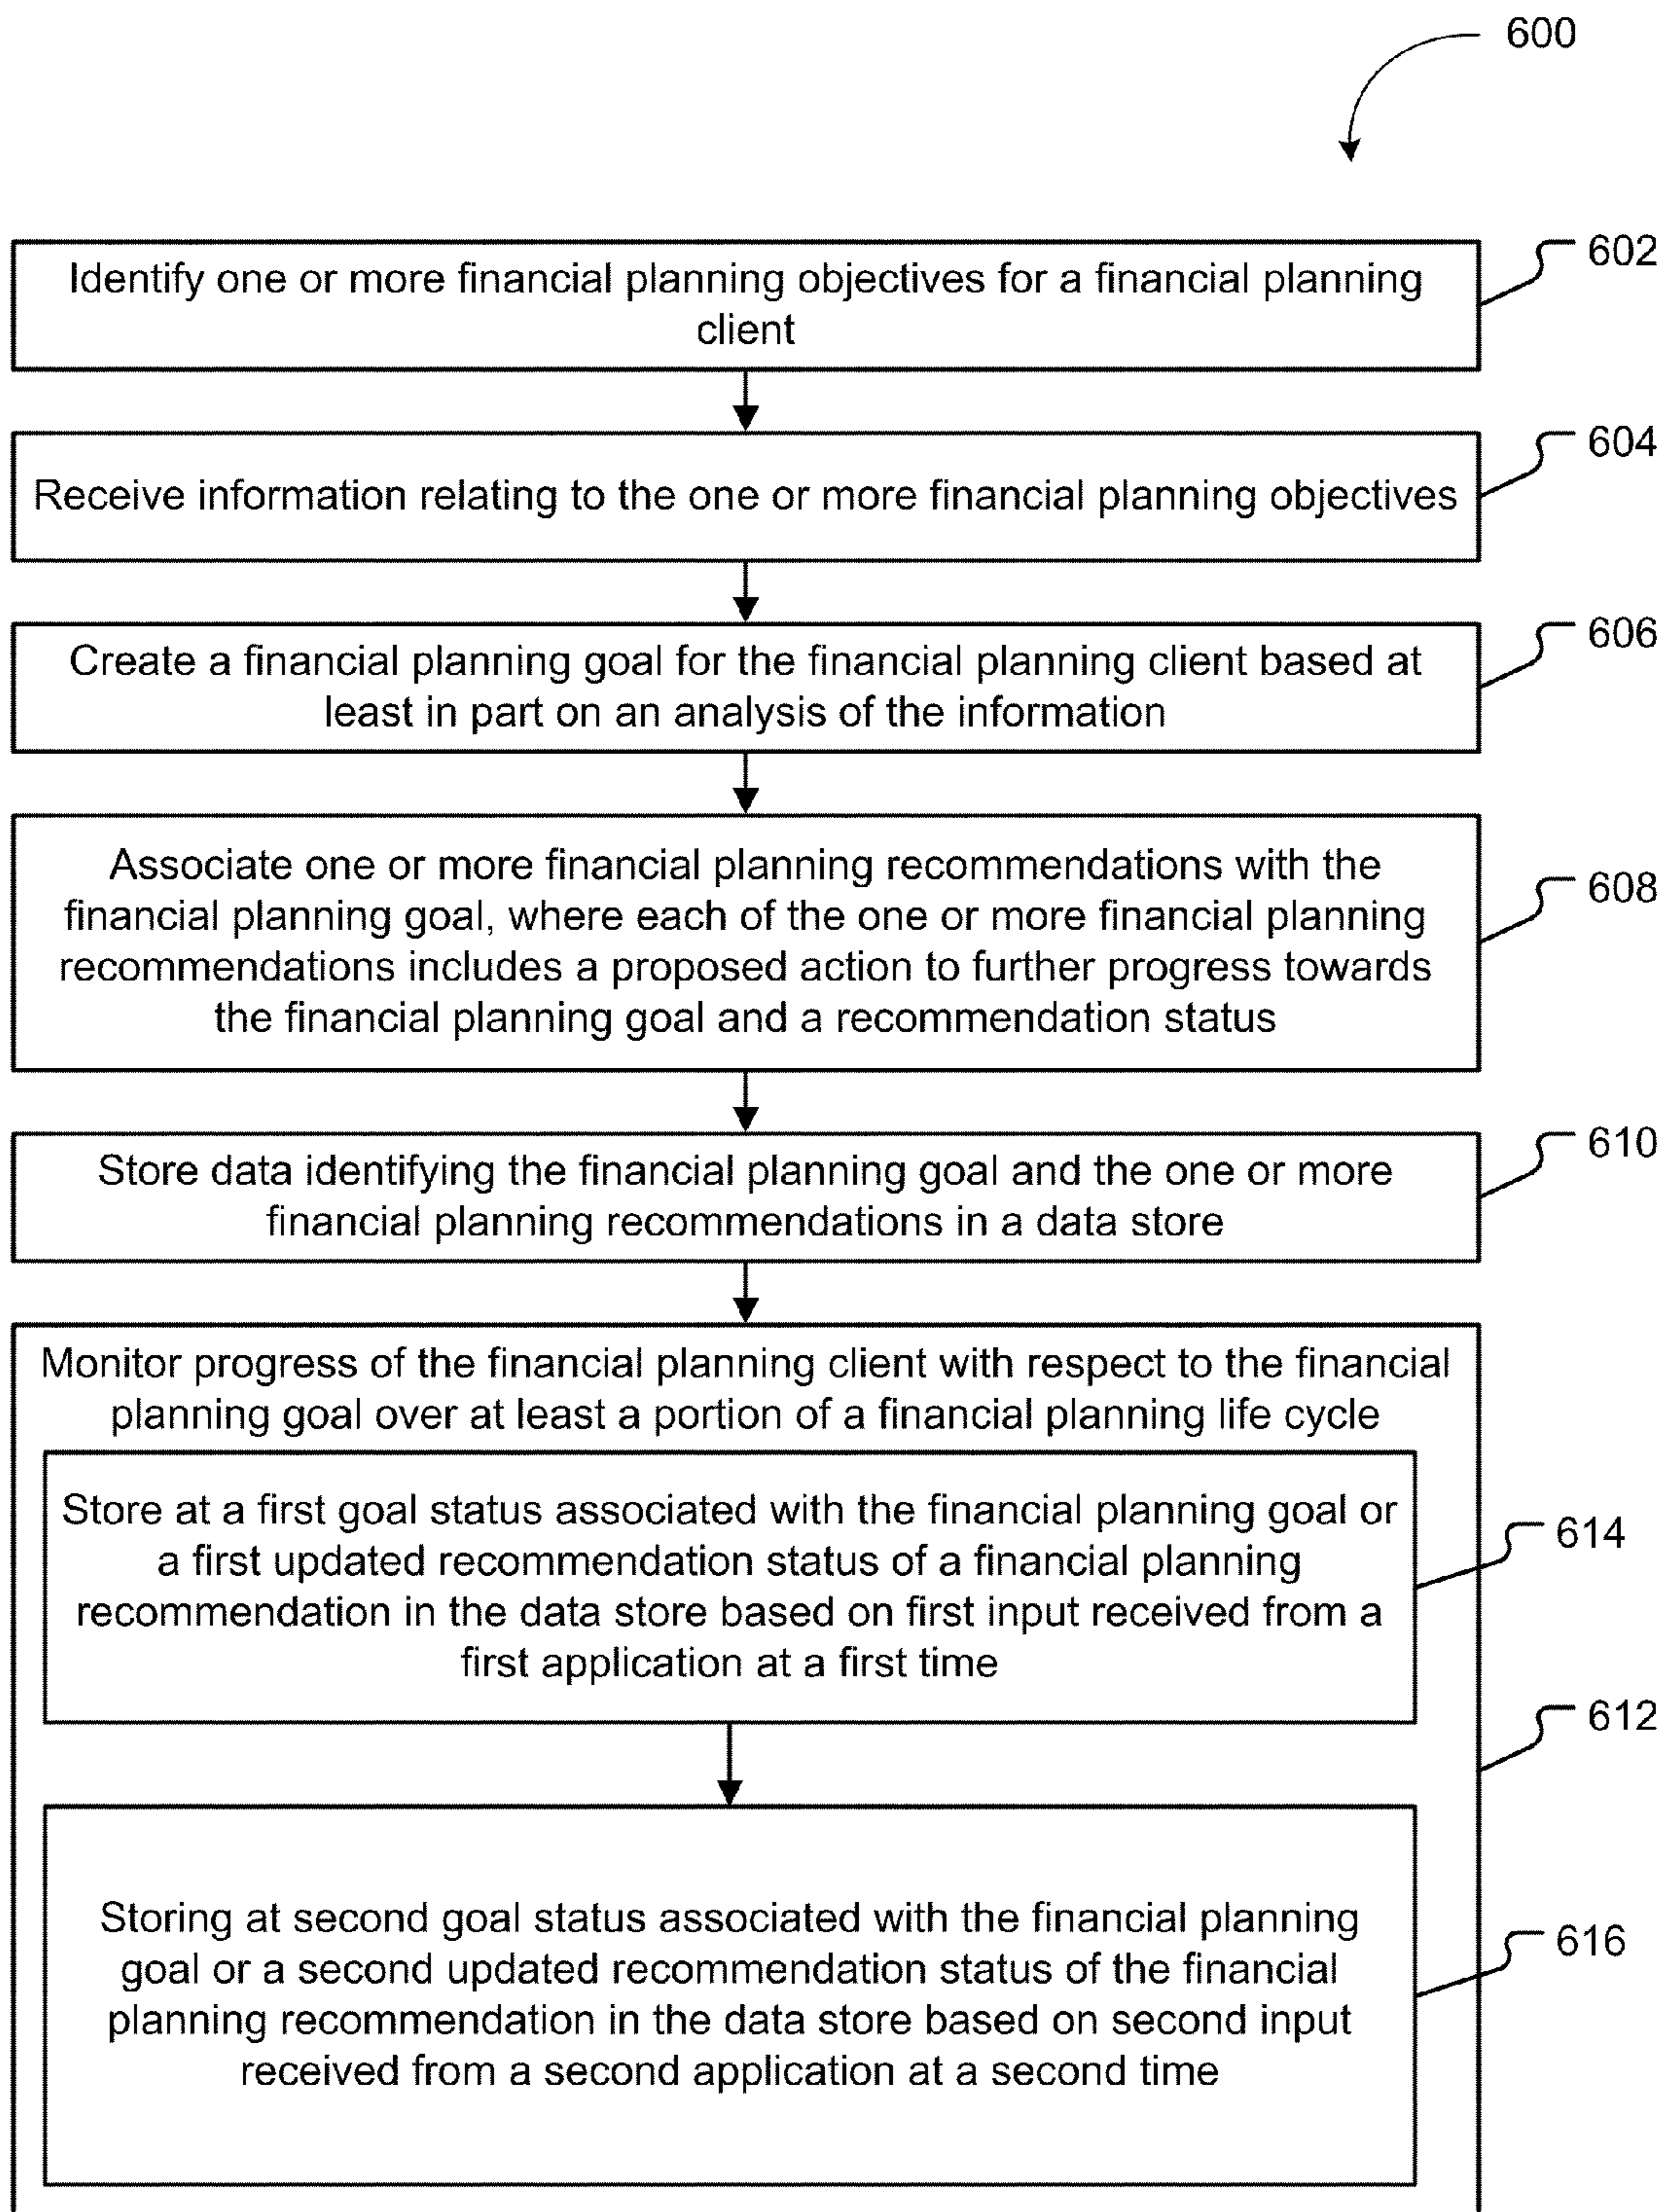 600
Identify one or more financial planning objectives for a financial planning
client
602
Receive information relating to the one or more financial planning objectives
604
Create a financial planning goal for the financial planning client based at
least in part on an analysis of the information
606
Associate one or more financial planning recommendations with the
financial planning goal, where each of the one or more financial planning
recommendations includes a proposed action to further progress towards
the financial planning goal and a recommendation status
608
Store data identifying the financial planning goal and the one or more
financial planning recommendations in a data store
610
Monitor progress of the financial planning client with respect to the financial
planning goal over at least a portion of a financial planning life cycle
Store at a first goal status associated with the financial planning goal or
a first updated recommendation status of a financial planning
recommendation in the data store based on first input received from a
first application at a first time
614
612
Storing at second goal status associated with the financial planning
goal or a second updated recommendation status of the financial
planning recommendation in the data store based on second input
received from a second application at a second time
616